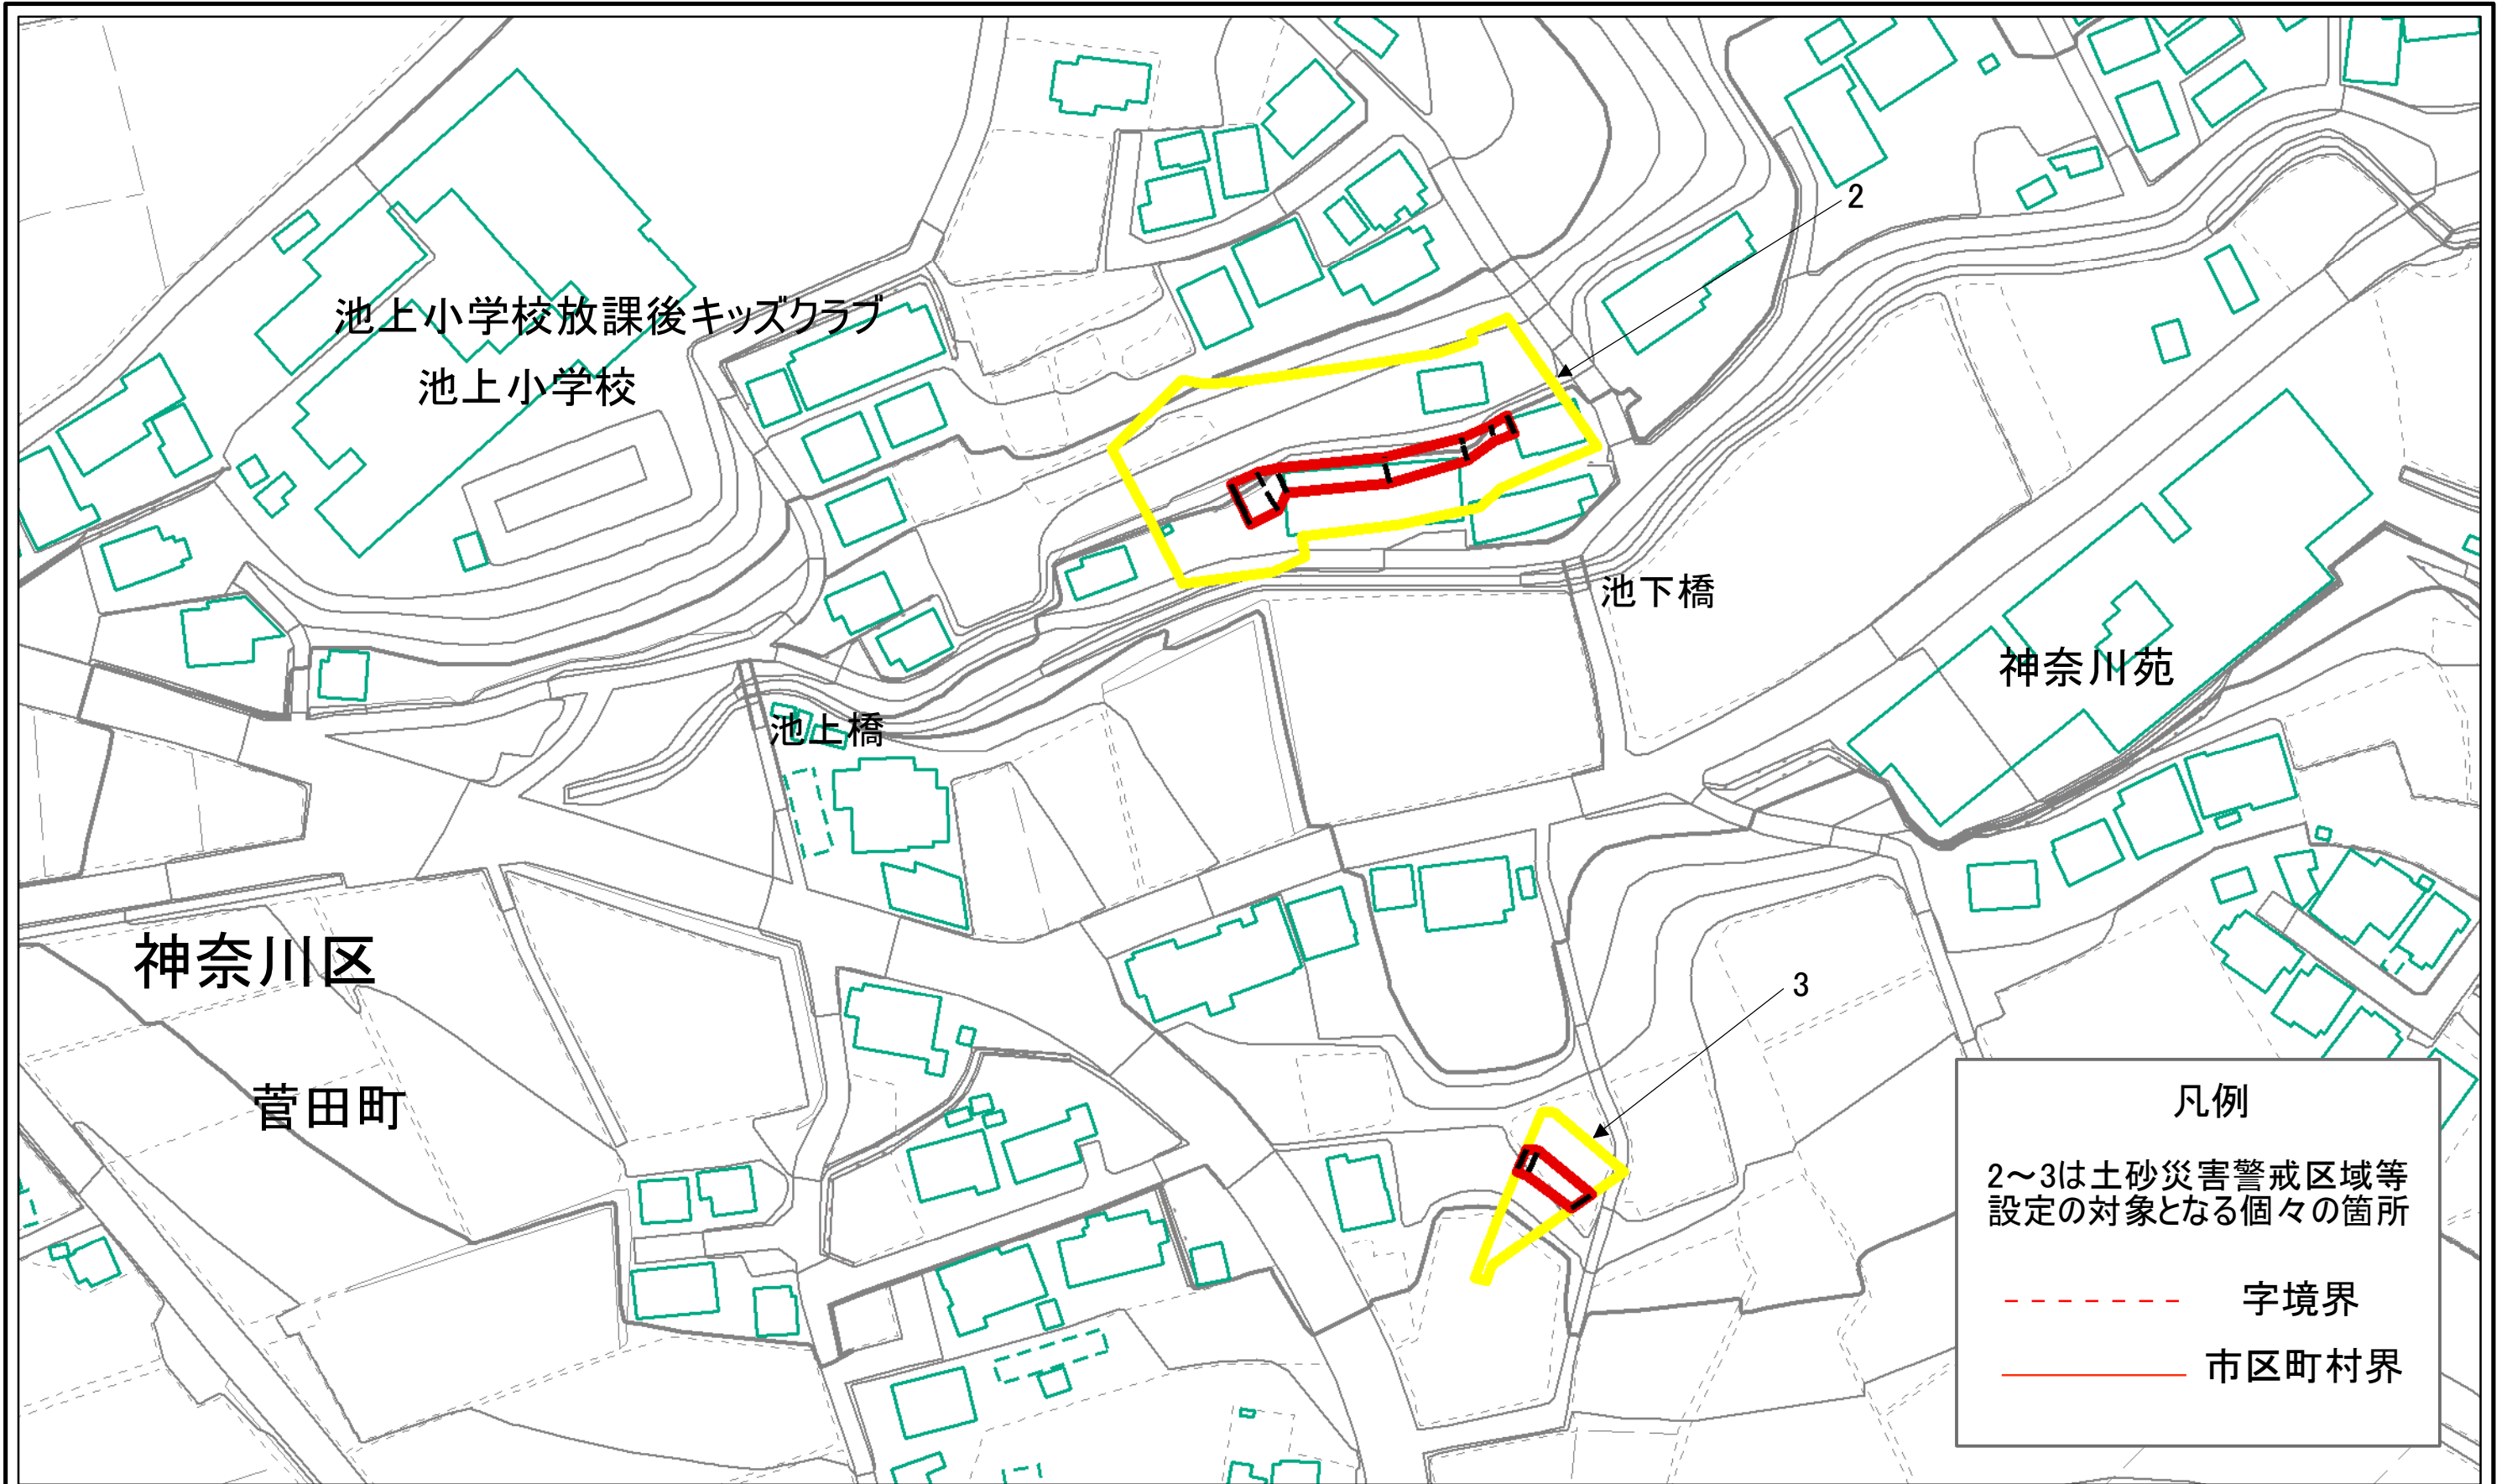 2
池上小学校放課後キッズクラブ
池上小学校
池下橋
神奈川苑
池上橋
神奈川区
3
菅田町
凡例
2～3は土砂災害警戒区域等
設定の対象となる個々の箇所
字境界
市区町村界